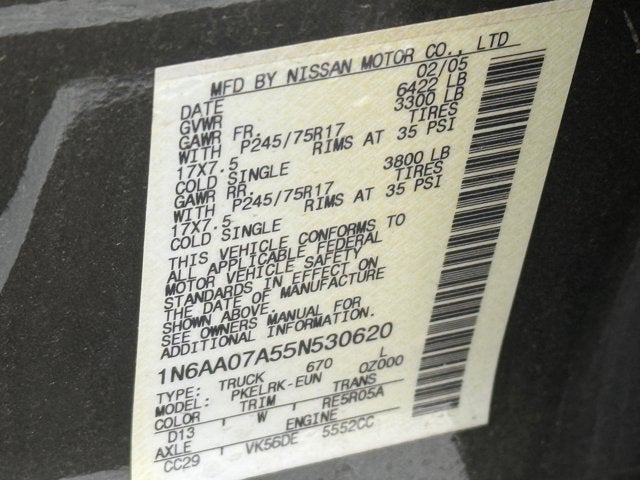 MFD BY NISSAN MOTOR CO., LTD
DATE 02/05
GVWR 6422 LB
GAWR FR. 3300 LB
WITH P245/75R17 TIRES
17X7.5 RIMS AT 35 PSI
COLD SINGLE
GAWR RR. 3800 LB
WITH P245/75R17 TIRES
17X7.5 RIMS AT 35 PSI
COLD SINGLE
THIS VEHICLE CONFORMS TO
ALL APPLICABLE FEDERAL
MOTOR VEHICLE SAFETY
STANDARDS IN EFFECT ON
THE DATE OF MANUFACTURE
SHOWN ABOVE
SEE OWNERS MANUAL FOR
ADDITIONAL INFORMATION.
1N6AA07A55N530620
TYPE: TRUCK 670 L
MODEL: PKELRK-EUN OZ000
COLOR TRIM TRANS
D13 W RE5R05A
AXLE ENGINE
CC29 VK56DE 5552CC